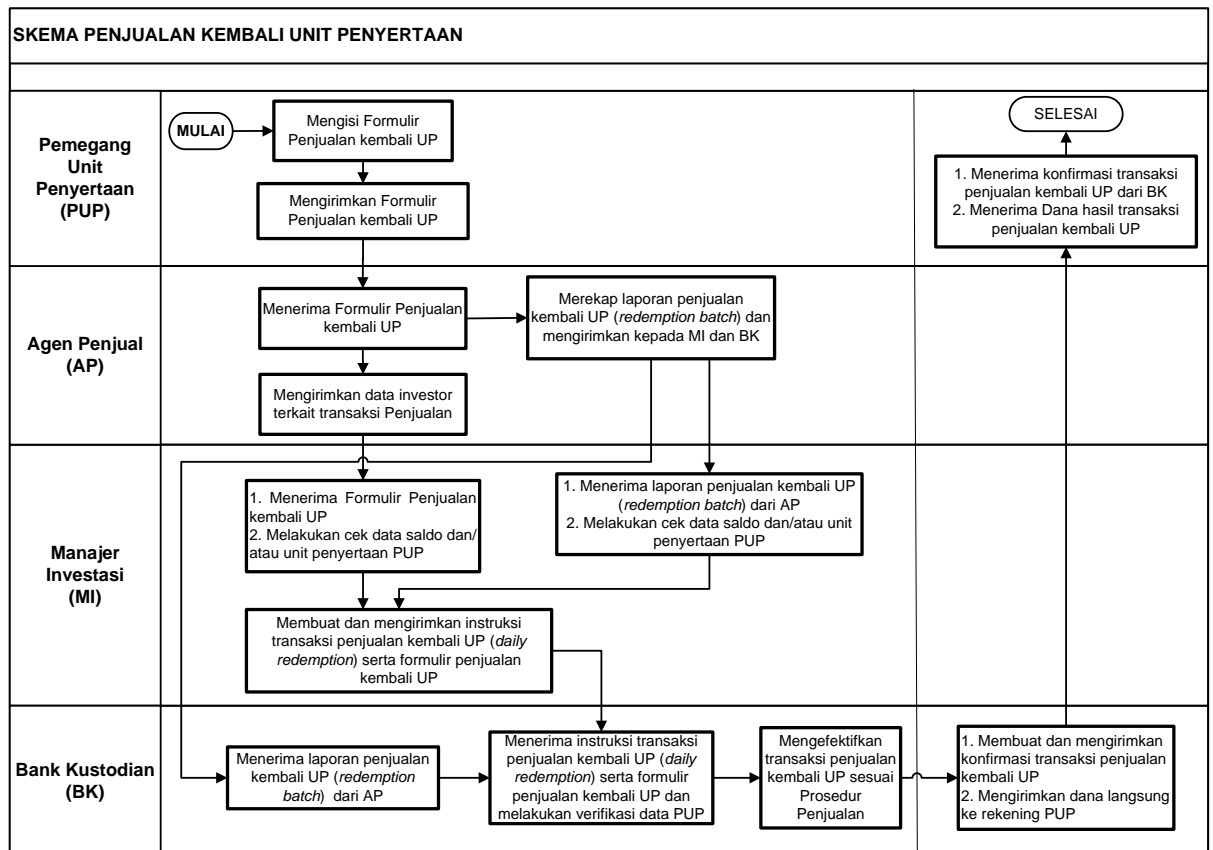 SKEMA PENJUALAN KEMBALI UNIT PENYERTAAN
Pemegang
Unit
Penyertaan
(PUP)
MULAI
Mengisi Formulir
Penjualan kembali UP
Mengirimkan Formulir
Penjualan kembali UP
SELESAI
1. Menerima konfirmasi transaksi
penjualan kembali UP dari BK
2. Menerima Dana hasil transaksi
penjualan kembali UP
Agen Penjual
(AP)
Menerima Formulir Penjualan
kembali UP
Merekap laporan penjualan
kembali UP (redemption batch) dan
mengirimkan kepada MI dan BK
Mengirimkan data investor
terkait transaksi Penjualan
Manajer
Investasi
(MI)
1. Menerima Formulir Penjualan
kembali UP
2. Melakukan cek data saldo dan/
atau unit penyertaan PUP
1. Menerima laporan penjualan kembali UP
(redemption batch) dari AP
2. Melakukan cek data saldo dan/atau unit
penyertaan PUP
Membuat dan mengirimkan instruksi
transaksi penjualan kembali UP (daily
redemption) serta formulir penjualan
kembali UP
Bank Kustodian
(BK)
Menerima laporan penjualan
kembali UP (redemption
batch) dari AP
Menerima instruksi transaksi
penjualan kembali UP (daily
redemption) serta formulir
penjualan kembali UP dan
melakukan verifikasi data PUP
Mengefektifkan
transaksi penjualan
kembali UP sesuai
Prosedur
Penjualan
1. Membuat dan mengirimkan
konfirmasi transaksi penjualan
kembali UP
2. Mengirimkan dana langsung
ke rekening PUP